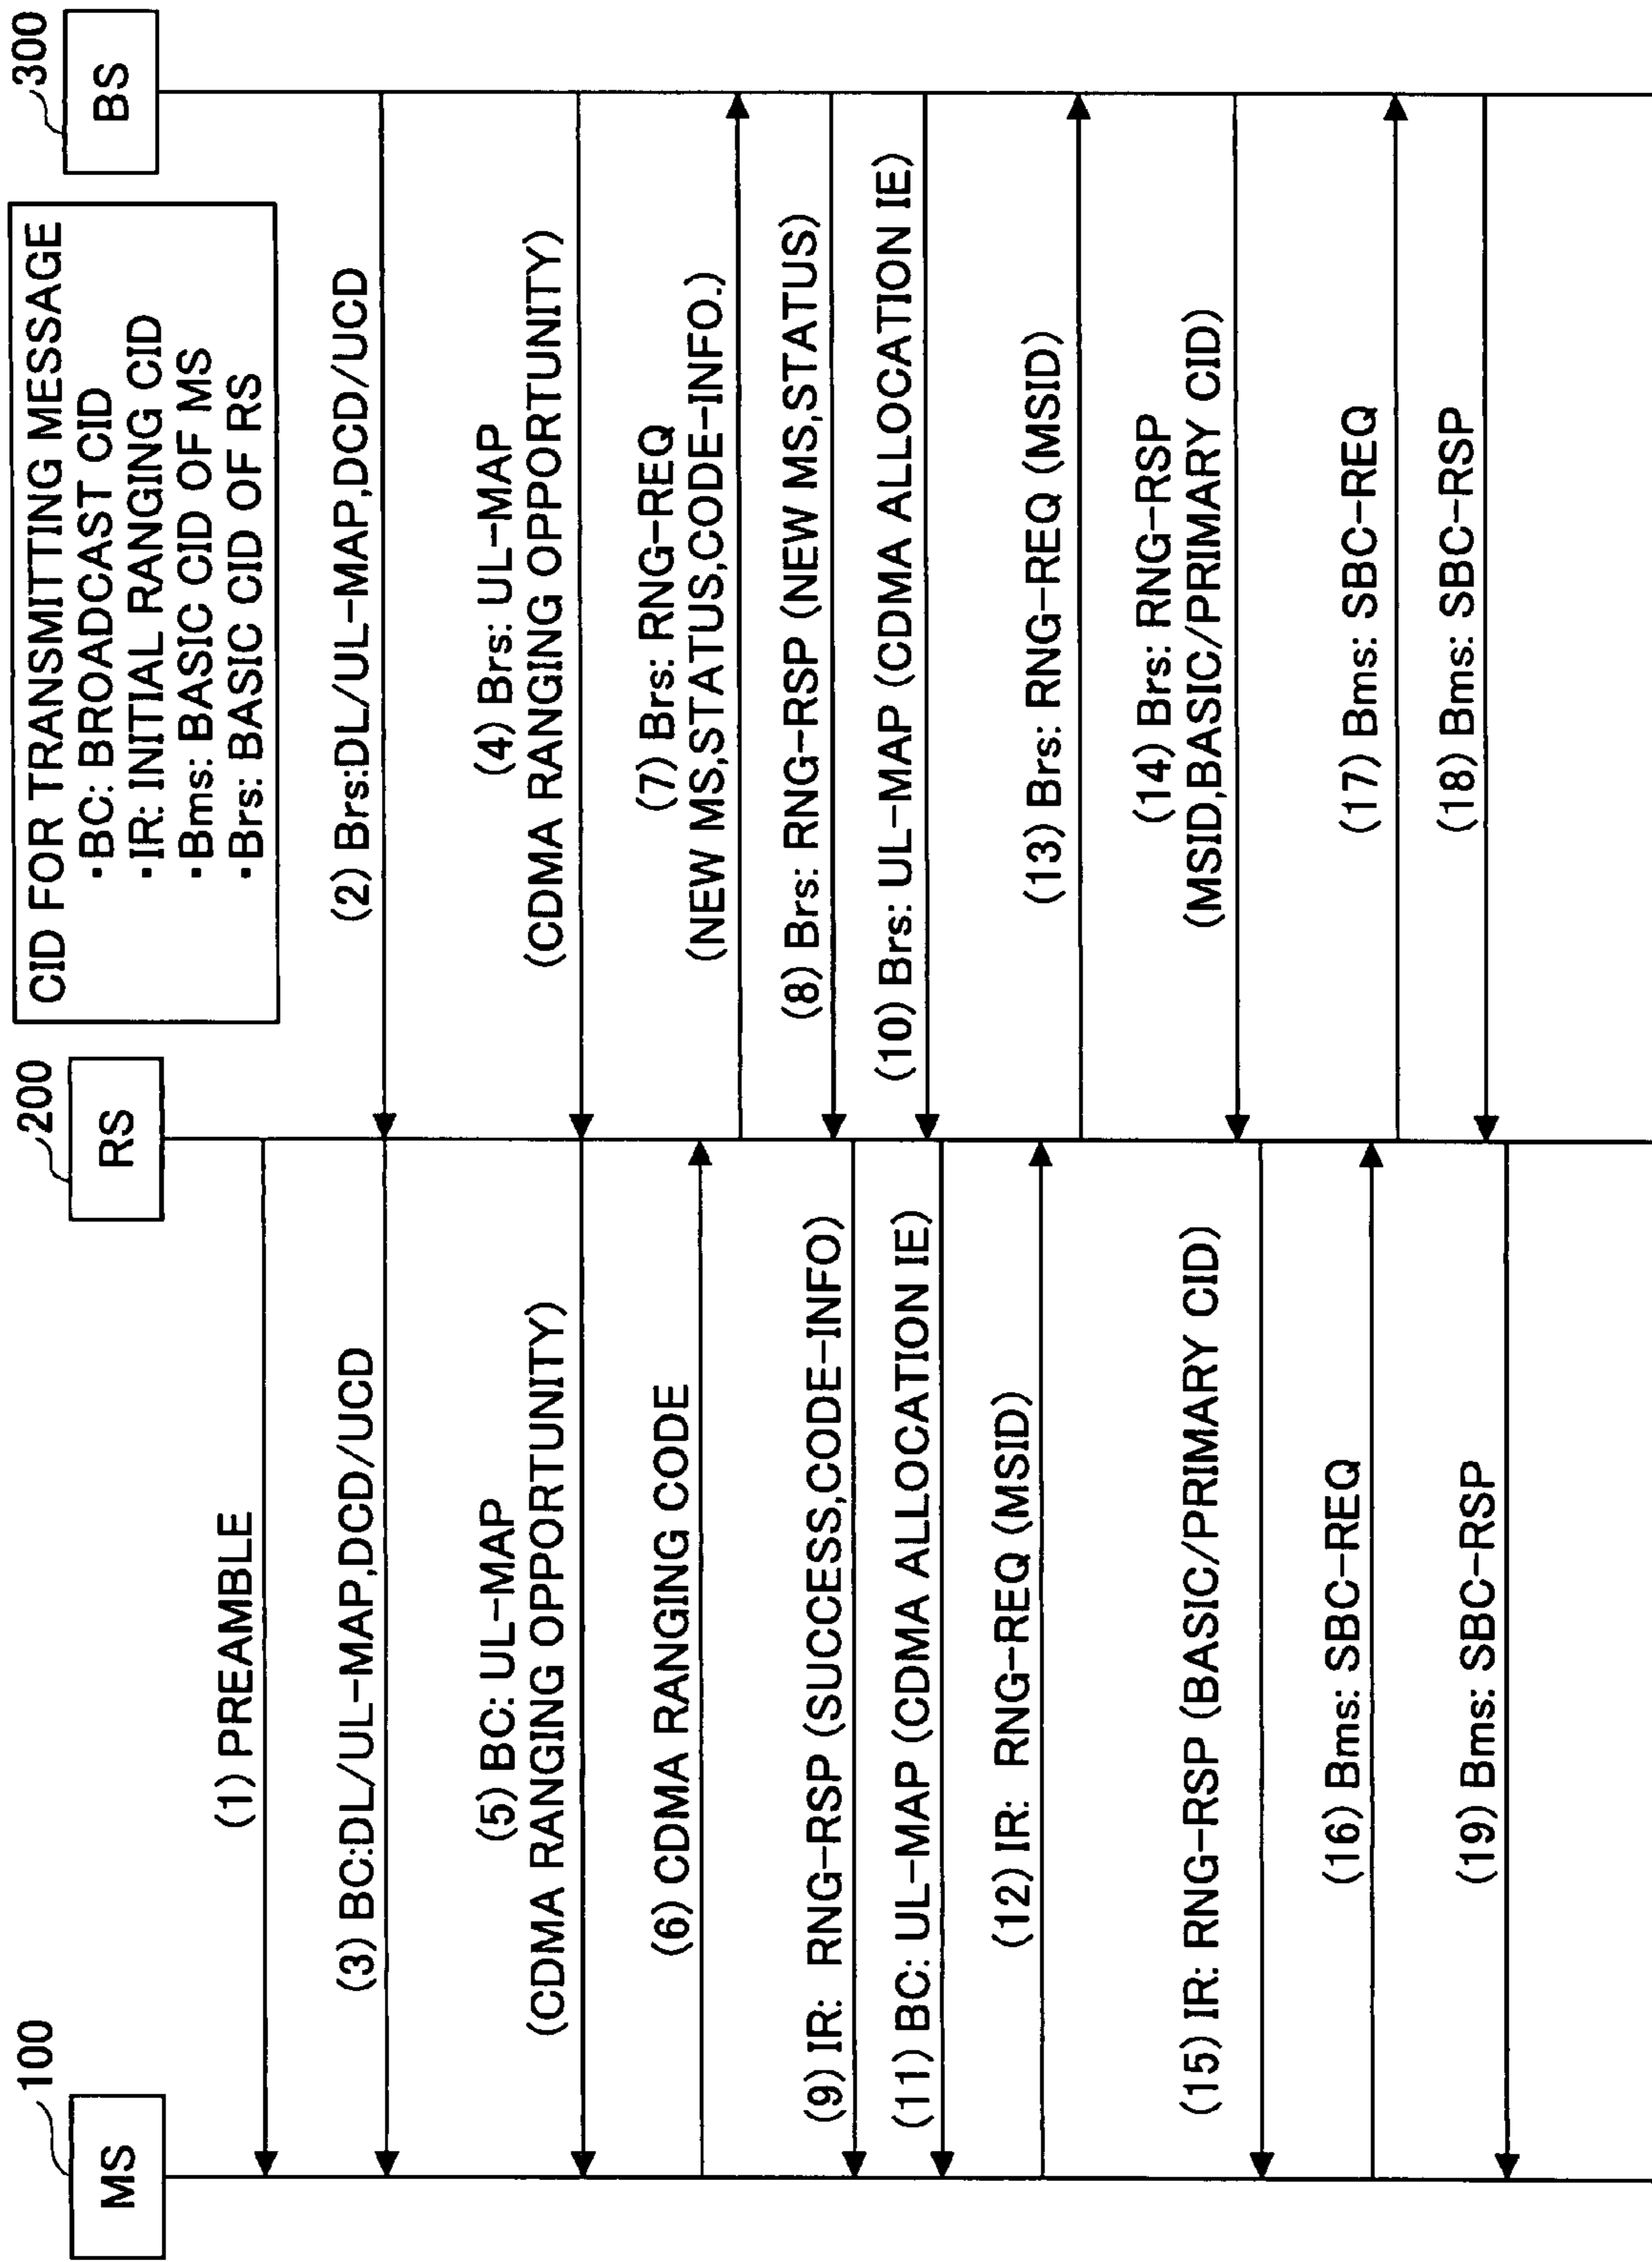 MS
100
RS
200
BS
300
CID FOR TRANSMITTING MESSAGE
・BC: BROADCAST CID
・IR: INITIAL RANGING CID
・Bms: BASIC CID OF MS
・Brs: BASIC CID OF RS
(1) PREAMBLE
(2) Brs:DL/UL-MAP,DCD/UCD
(3) BC:DL/UL-MAP,DCD/UCD
(4) Brs: UL-MAP
(CDMA RANGING OPPORTUNITY)
(5) BC: UL-MAP
(CDMA RANGING OPPORTUNITY)
(6) CDMA RANGING CODE
(7) Brs: RNG-REQ
(NEW MS,STATUS,CODE-INFO.)
(8) Brs: RNG-RSP (NEW MS,STATUS)
(9) IR: RNG-RSP (SUCCESS,CODE-INFO)
(10) Brs: UL-MAP (CDMA ALLOCATION IE)
(11) BC: UL-MAP (CDMA ALLOCATION IE)
(12) IR: RNG-REQ (MSID)
(13) Brs: RNG-REQ (MSID)
(14) Brs: RNG-RSP
(MSID,BASIC/PRIMARY CID)
(15) IR: RNG-RSP (BASIC/PRIMARY CID)
(16) Bms: SBC-REQ
(17) Bms: SBC-REQ
(18) Bms: SBC-RSP
(19) Bms: SBC-RSP